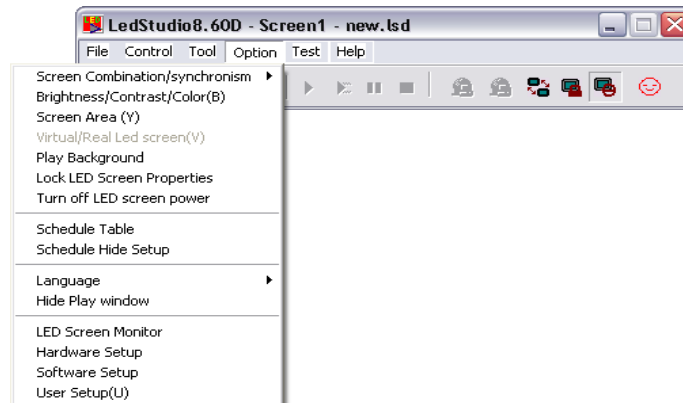 LedStudio8.60D - Screen1 - new.lsd
File Control Tool Option Test Help
Screen Combination/synchronism
Brightness/Contrast/Color(B)
Screen Area (Y)
Virtual/Real Led screen(V)
Play Background
Lock LED Screen Properties
Turn off LED screen power
Schedule Table
Schedule Hide Setup
Language
Hide Play window
LED Screen Monitor
Hardware Setup
Software Setup
User Setup(U)